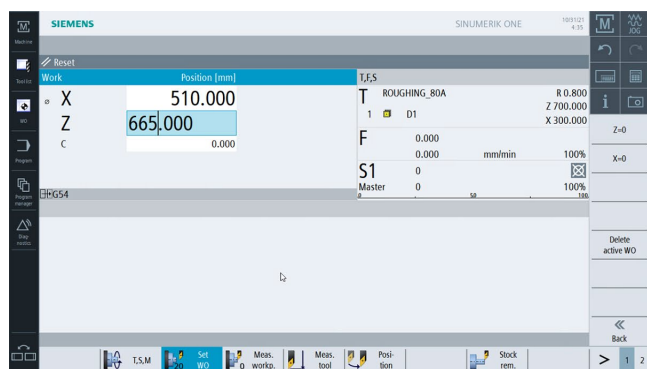 SIEMENS
SINUMERIK ONE
10/31/21
4:35
M
JOG
Machine
Reset
Work
Position [mm]
T,F,S
Tool list
X
510.000
T
ROUGHING_80A
R 0.800
1
D1
Z 700.000
X 300.000
Z
665.000
WO
C
0.000
F
0.000
0.000
mm/min
100%
Z=0
X=0
Program
S1
0
Master
0
100%
G54
0
50
100
Program
manager
Diag-
nostic
Delete
active WO
Back
T,S,M
Set
WO
Meas.
workp.
Meas.
tool
Posi-
tion
Stock
rem.
1
2